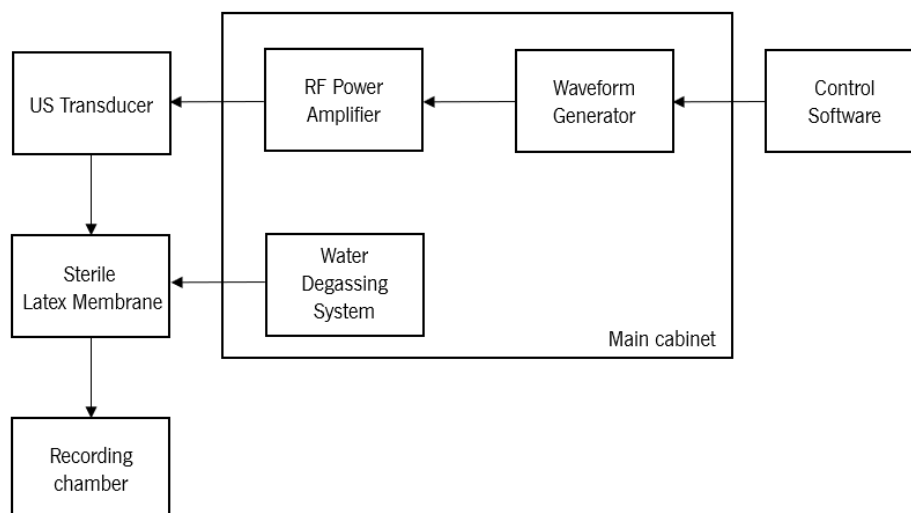 US Transducer
RF Power
Amplifier
Waveform
Generator
Control
Software
Sterile
Latex Membrane
Water
Degassing
System
Main cabinet
Recording
chamber